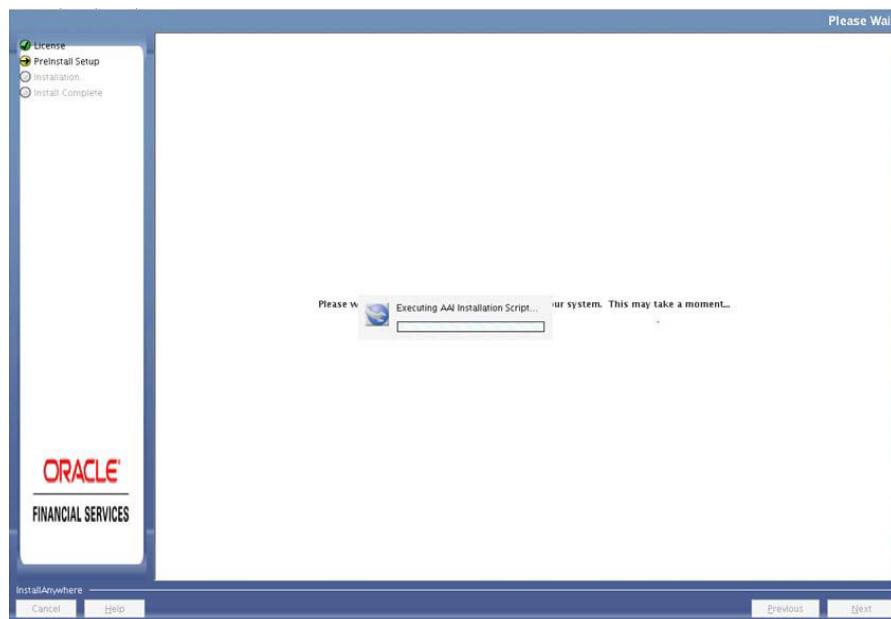 Please Wai
License
PreInstall Setup
Installation...
Install Complete
Please w
ur system. This may take a moment...
Executing AAI Installation Script...
ORACLE
FINANCIAL SERVICES
InstallAnywhere
Cancel
Help
Previous
Next